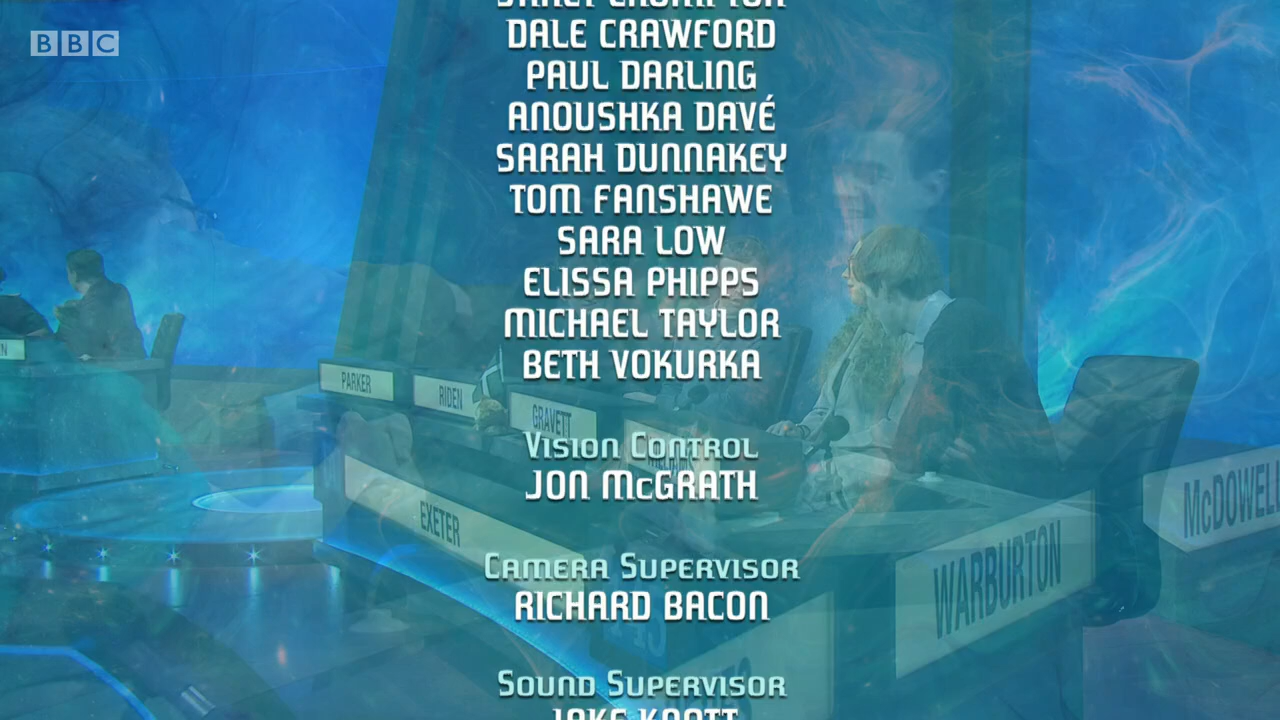 BBC
DALE CRAWFORD
PAUL DARLING
ANOUSHKA DAVÉ
SARAH DUNNAKEY
TOM FANSHAWE
SARA LOW
ELISSA PHIPPS
MICHAEL TAYLOR
BETH VOKURKA
PARKER
RIDEN
GRAVETT
VISION CONTROL
JON McGRATH
EXETER
McDOWELL
WARBURTON
CAMERA SUPERVISOR
RICHARD BACON
SOUND SUPERVISOR